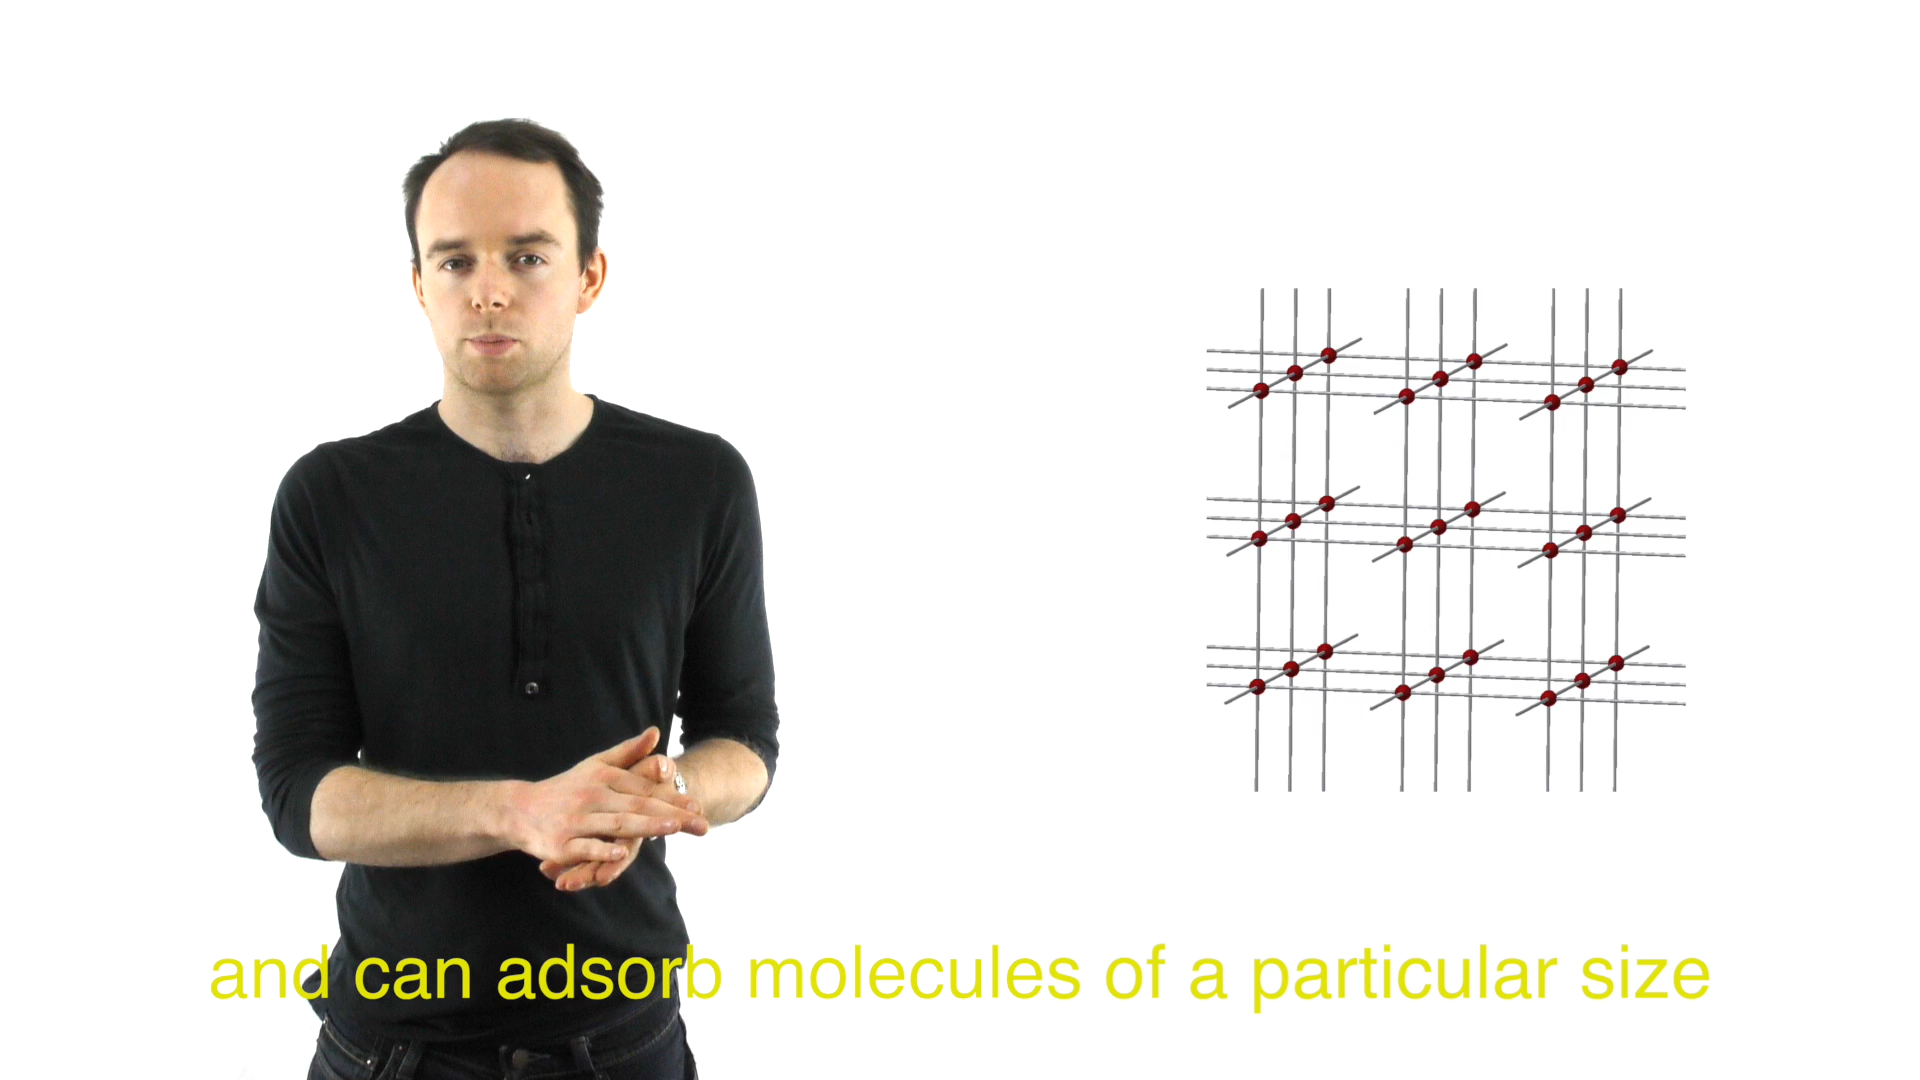 and can adsorb molecules of a particular size